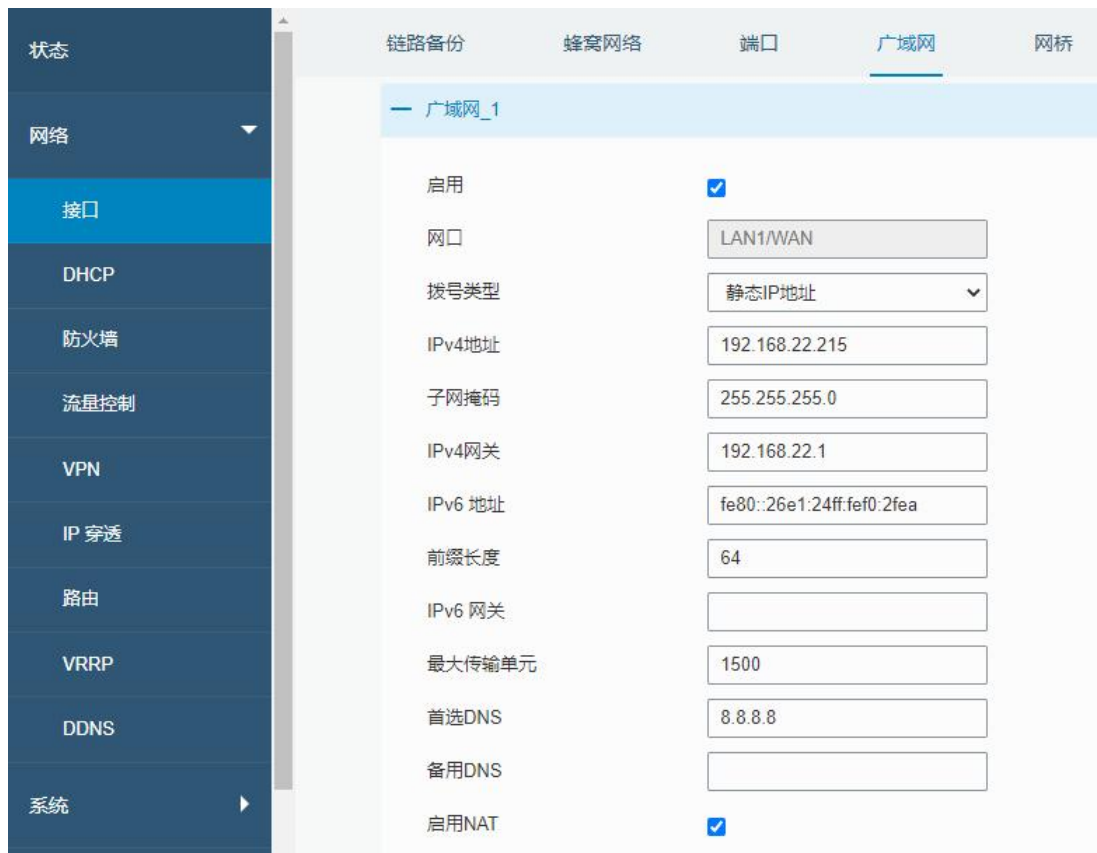 状态
网络
接口
DHCP
防火墙
流量控制
VPN
IP 穿透
路由
VRRP
DDNS
系统
链路备份 蜂窝网络 端口 广域网 网桥
广域网_1
启用
网口 LAN1/WAN
拨号类型 静态IP地址
IPv4地址 192.168.22.215
子网掩码 255.255.255.0
IPv4网关 192.168.22.1
IPv6 地址 fe80::26e1:24ff:fef0:2fea
前缀长度 64
IPv6 网关
最大传输单元 1500
首选DNS 8.8.8.8
备用DNS
启用NAT